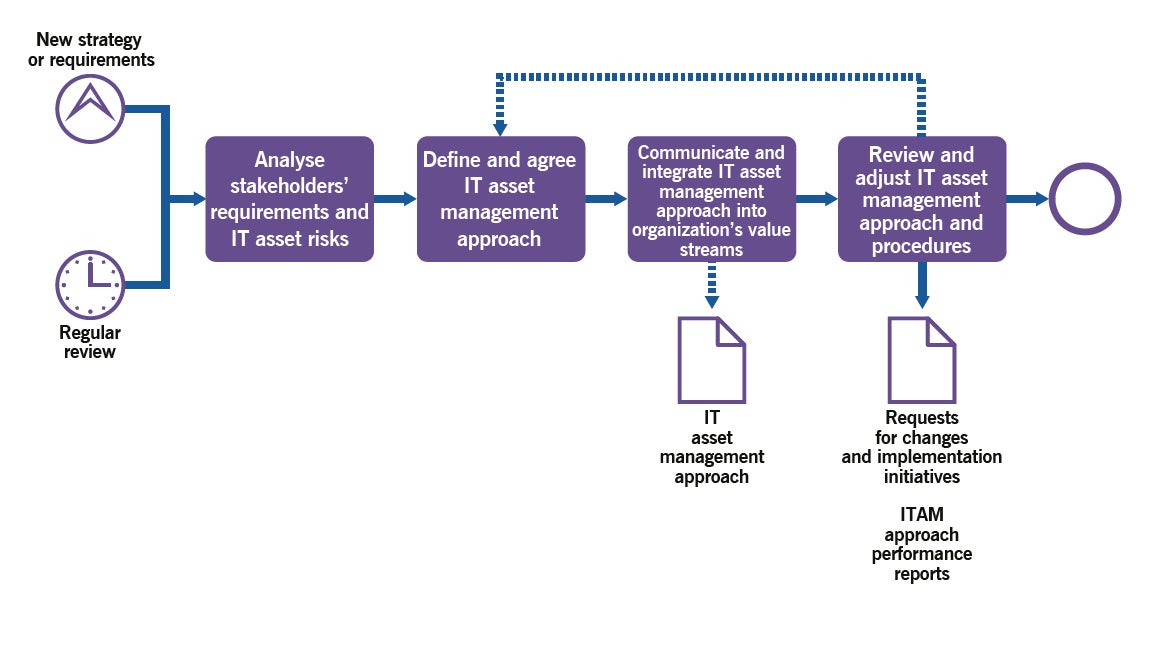 New strategy
or requirements
Regular
review
Analyse
stakeholders’
requirements and
IT asset risks
Define and agree
IT asset
management
approach
Communicate and
integrate IT asset
management
approach into
organization’s value
streams
Review and
adjust IT asset
management
approach and
procedures
IT
asset
management
approach
Requests
for changes
and implementation
initiatives
ITAM
approach
performance
reports